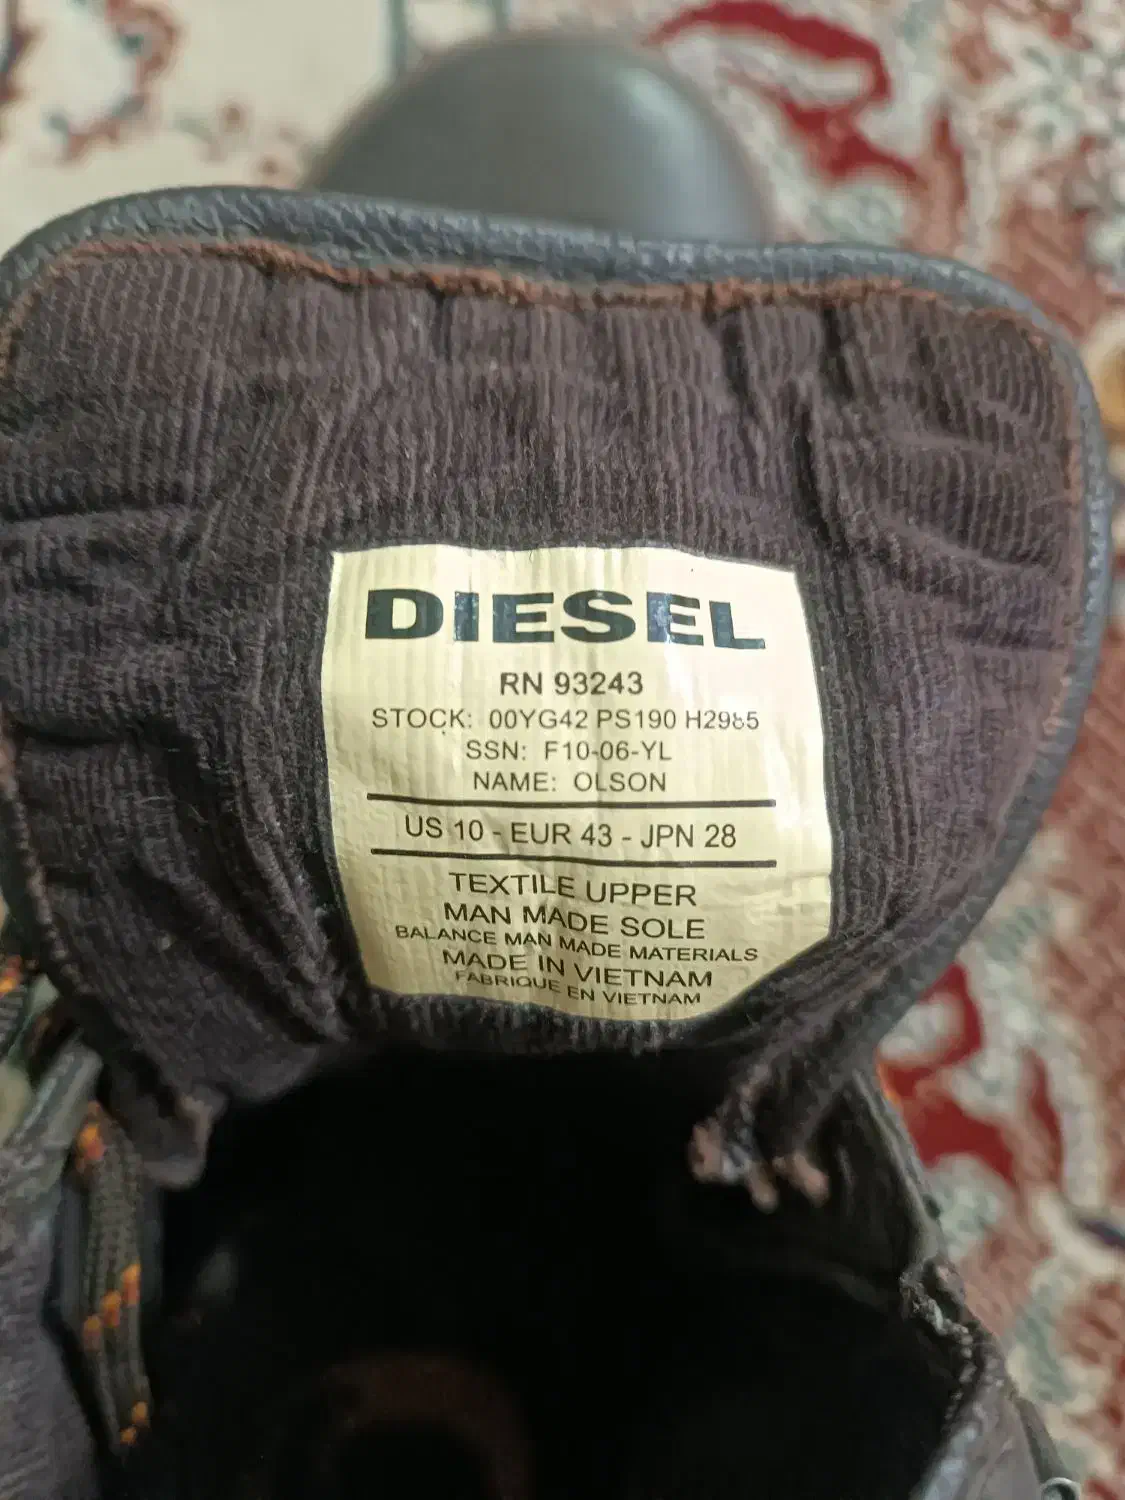 DIESEL
RN 93243
STOCK: 00YG42 PS190 H2985
SSN: F10-06-YL
NAME: OLSON
US 10 - EUR 43 - JPN 28
TEXTILE UPPER
MAN MADE SOLE
BALANCE MAN MADE MATERIALS
MADE IN VIETNAM
FABRIQUE EN VIETNAM